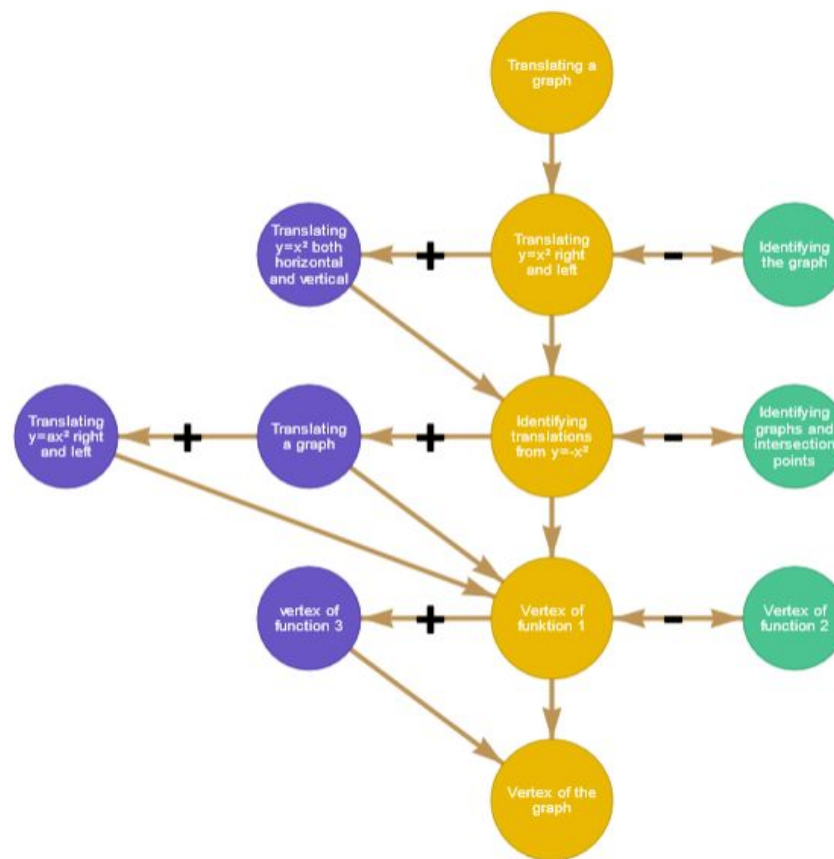 Translating a
graph
Translating
y=x² both
horizontal
and vertical
+
Translating
y=x² right
and left
-
Identifying
the graph
Translating
y=ax² right
and left
+
Translating
a graph
+
Identifying
translations
from y=-x²
-
Identifying
graphs and
intersection
points
vertex of
function 3
+
Vertex of
funktion 1
-
Vertex of
function 2
Vertex of the
graph